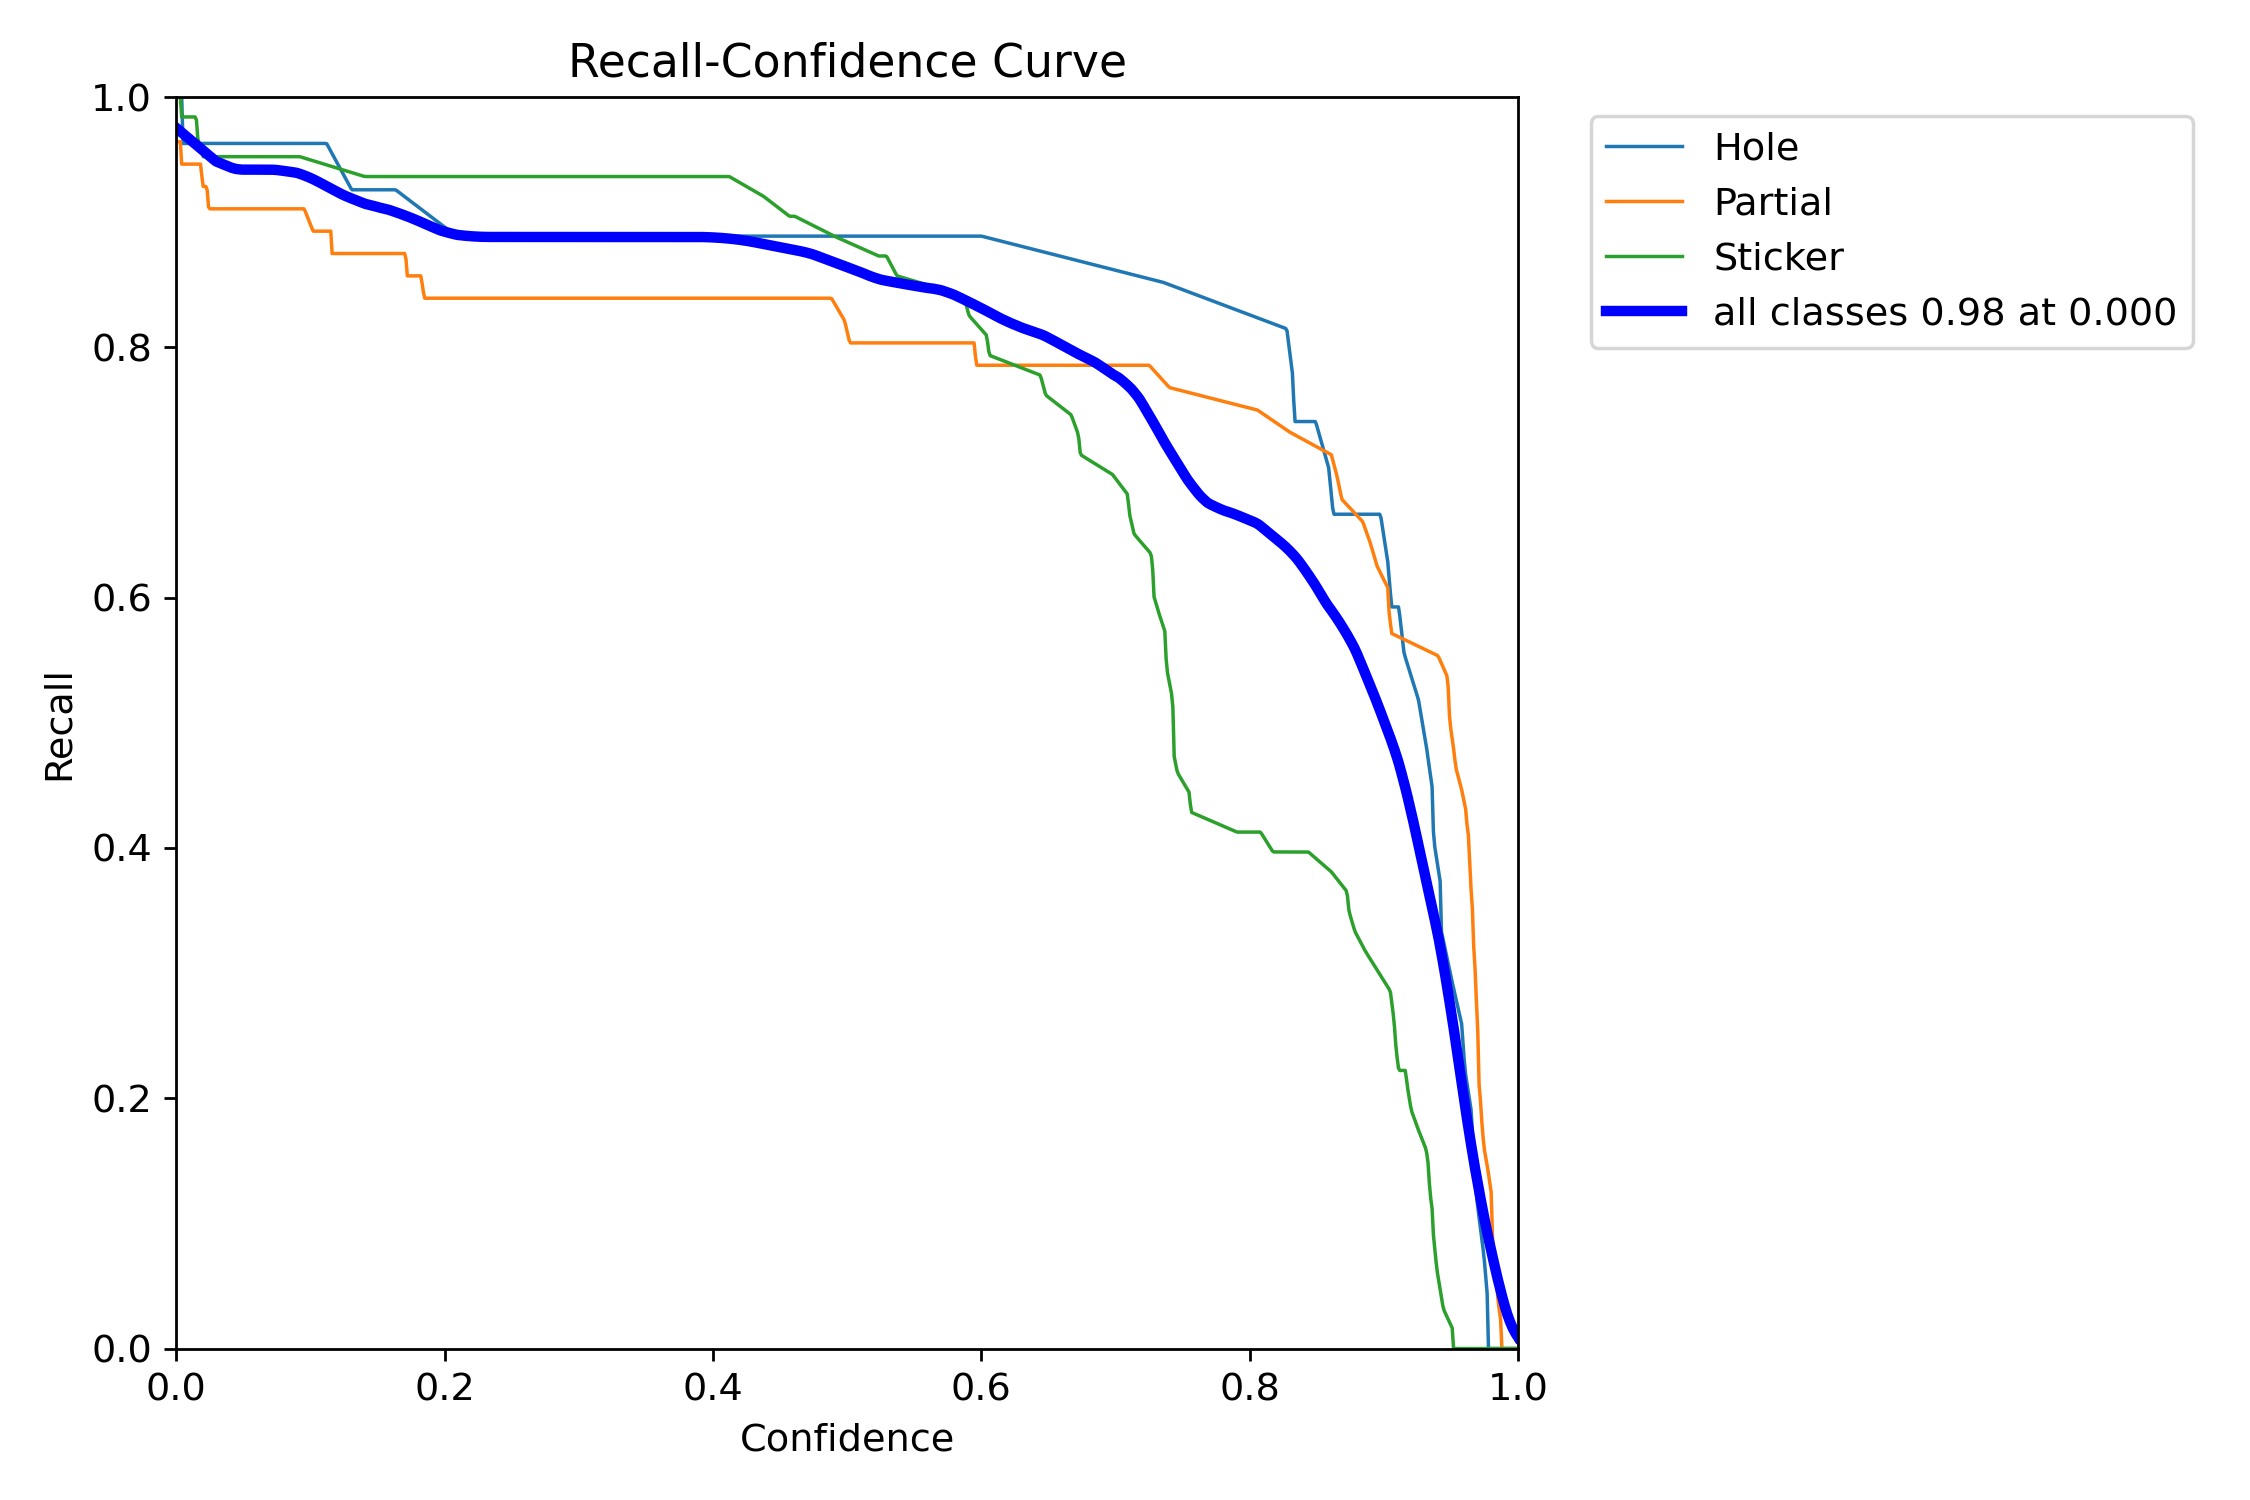 Recall-Confidence Curve
1.0
0.8
0.6
0.4
0.2
0.0
Recall
0.0 0.2 0.4 0.6 0.8 1.0
Confidence
Hole
Partial
Sticker
all classes 0.98 at 0.000